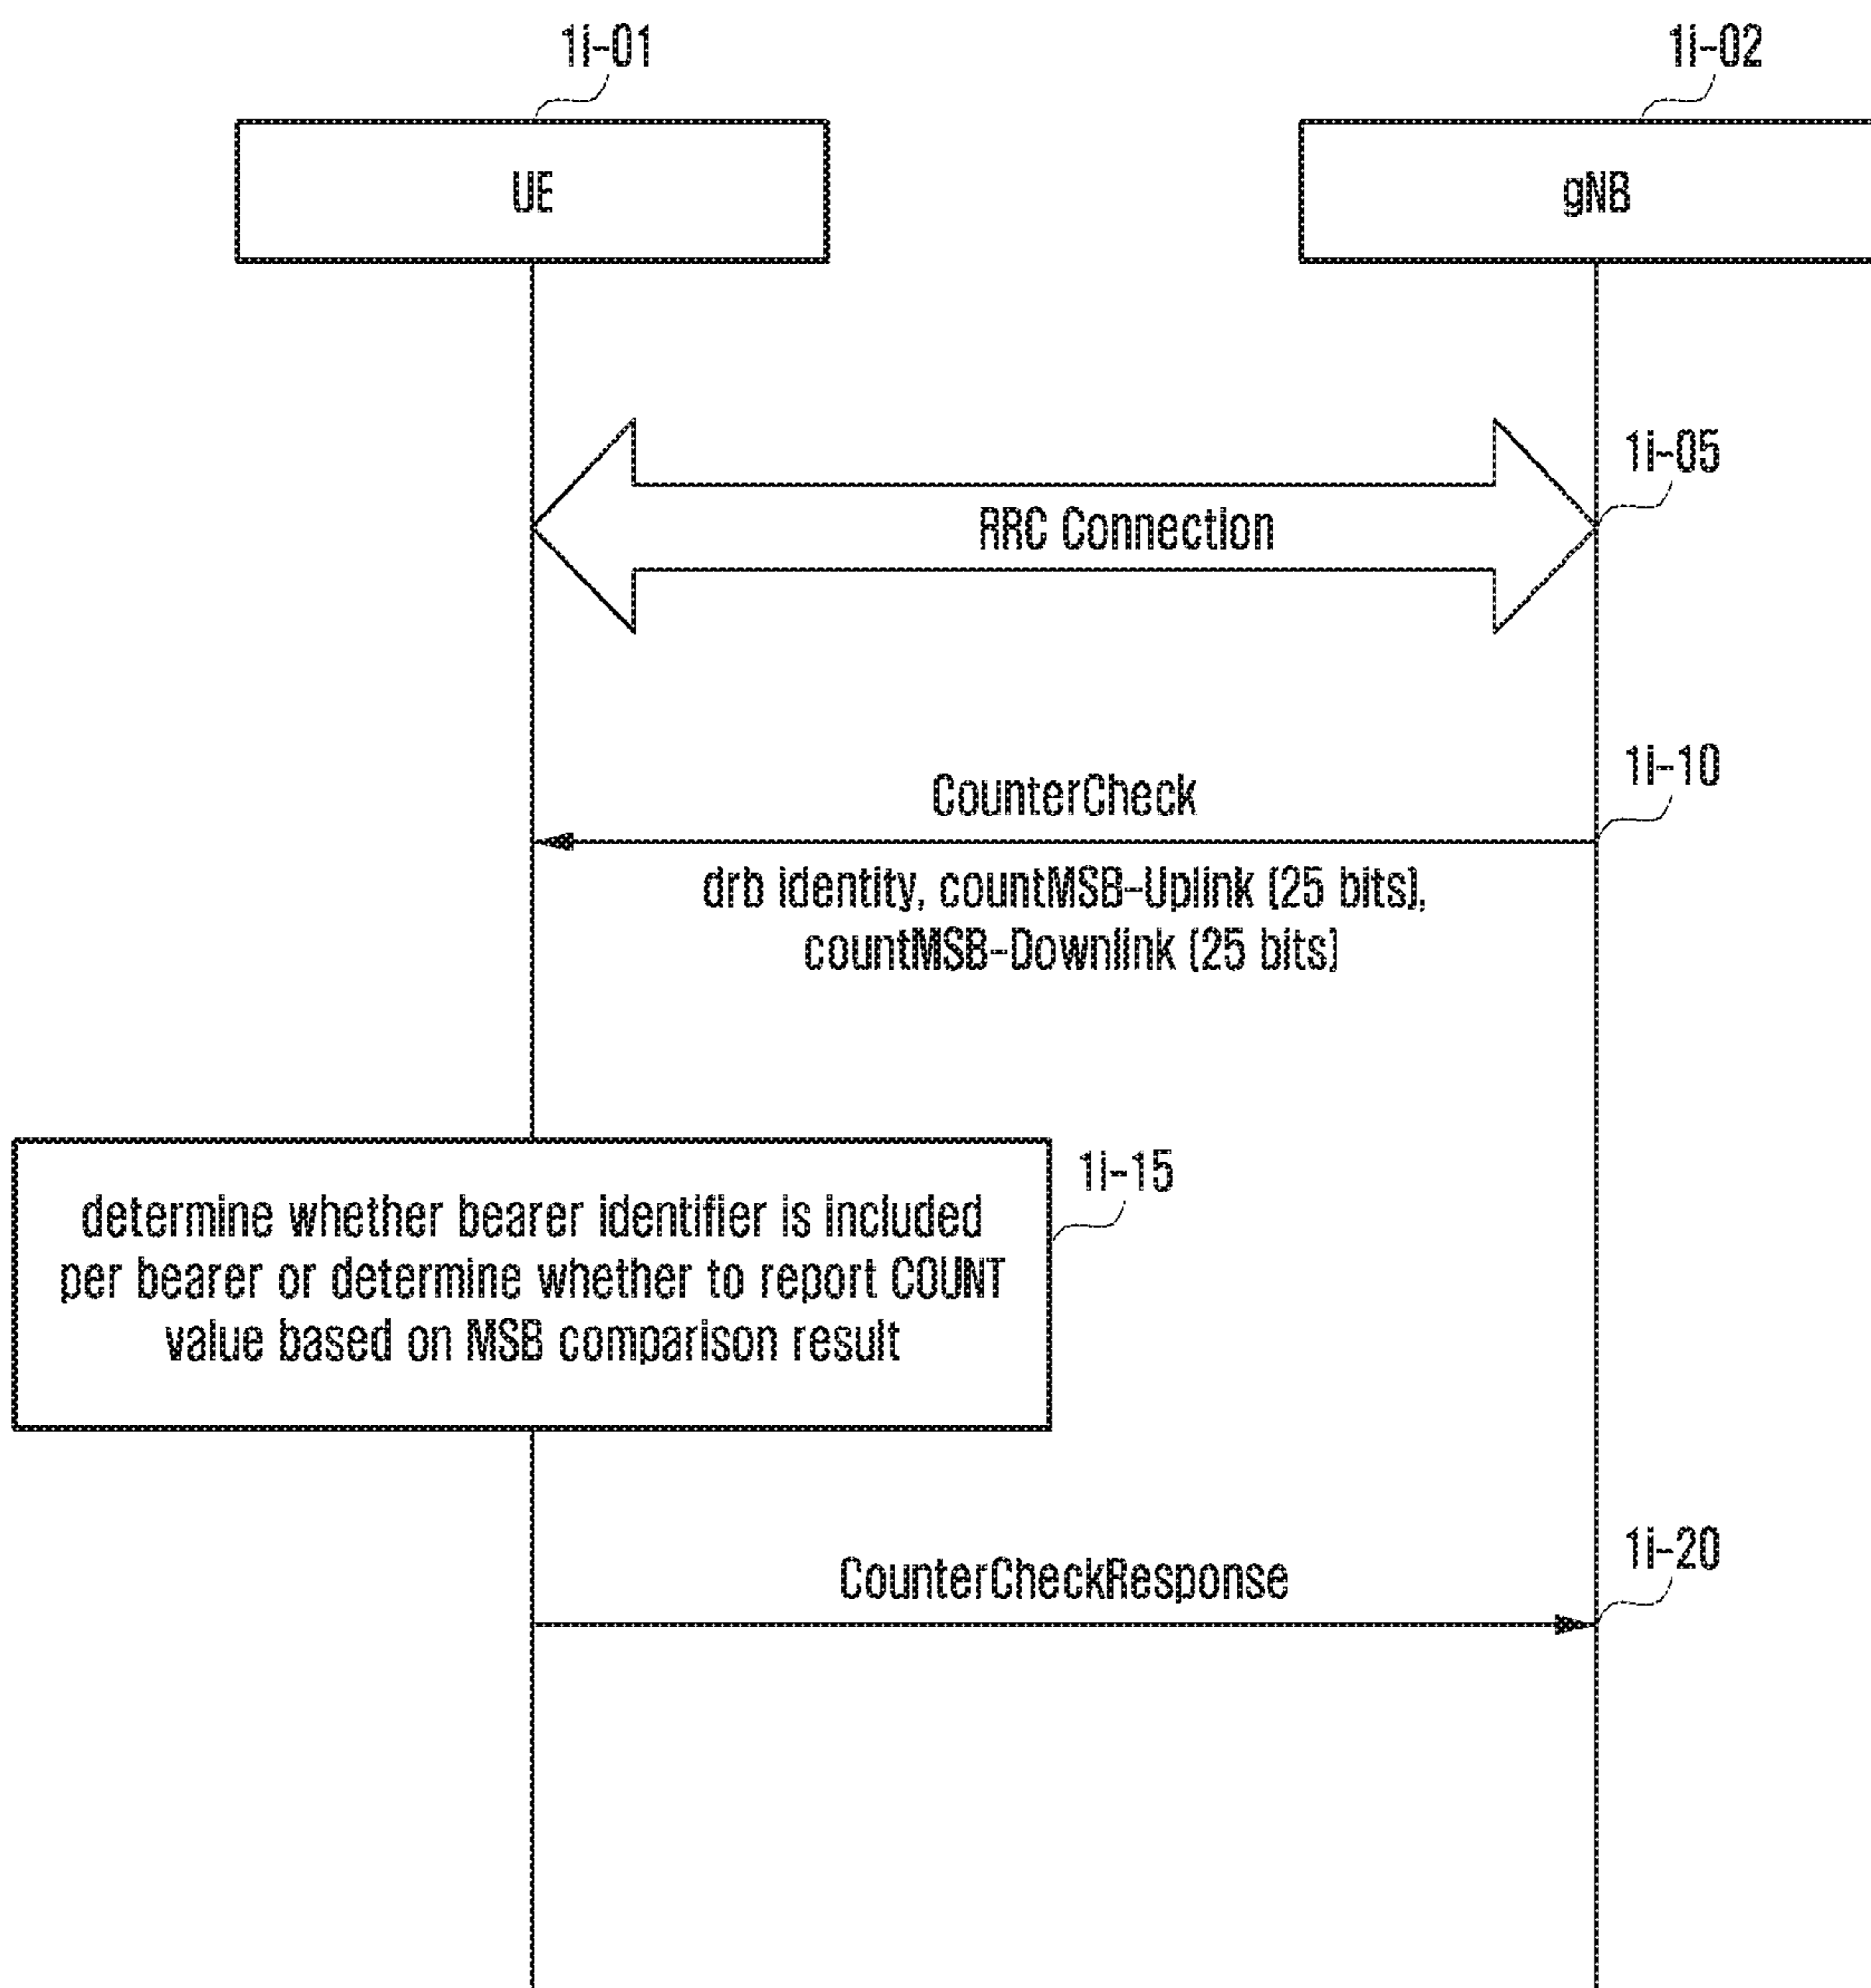 1i-01
1i-02
UE
gNB
1i-05
RRC Connection
1i-10
CounterCheck
drb identity, countMSB-Uplink (25 bits),
countMSB-Downlink (25 bits)
1i-15
determine whether bearer identifier is included
per bearer or determine whether to report COUNT
value based on MSB comparison result
1i-20
CounterCheckResponse